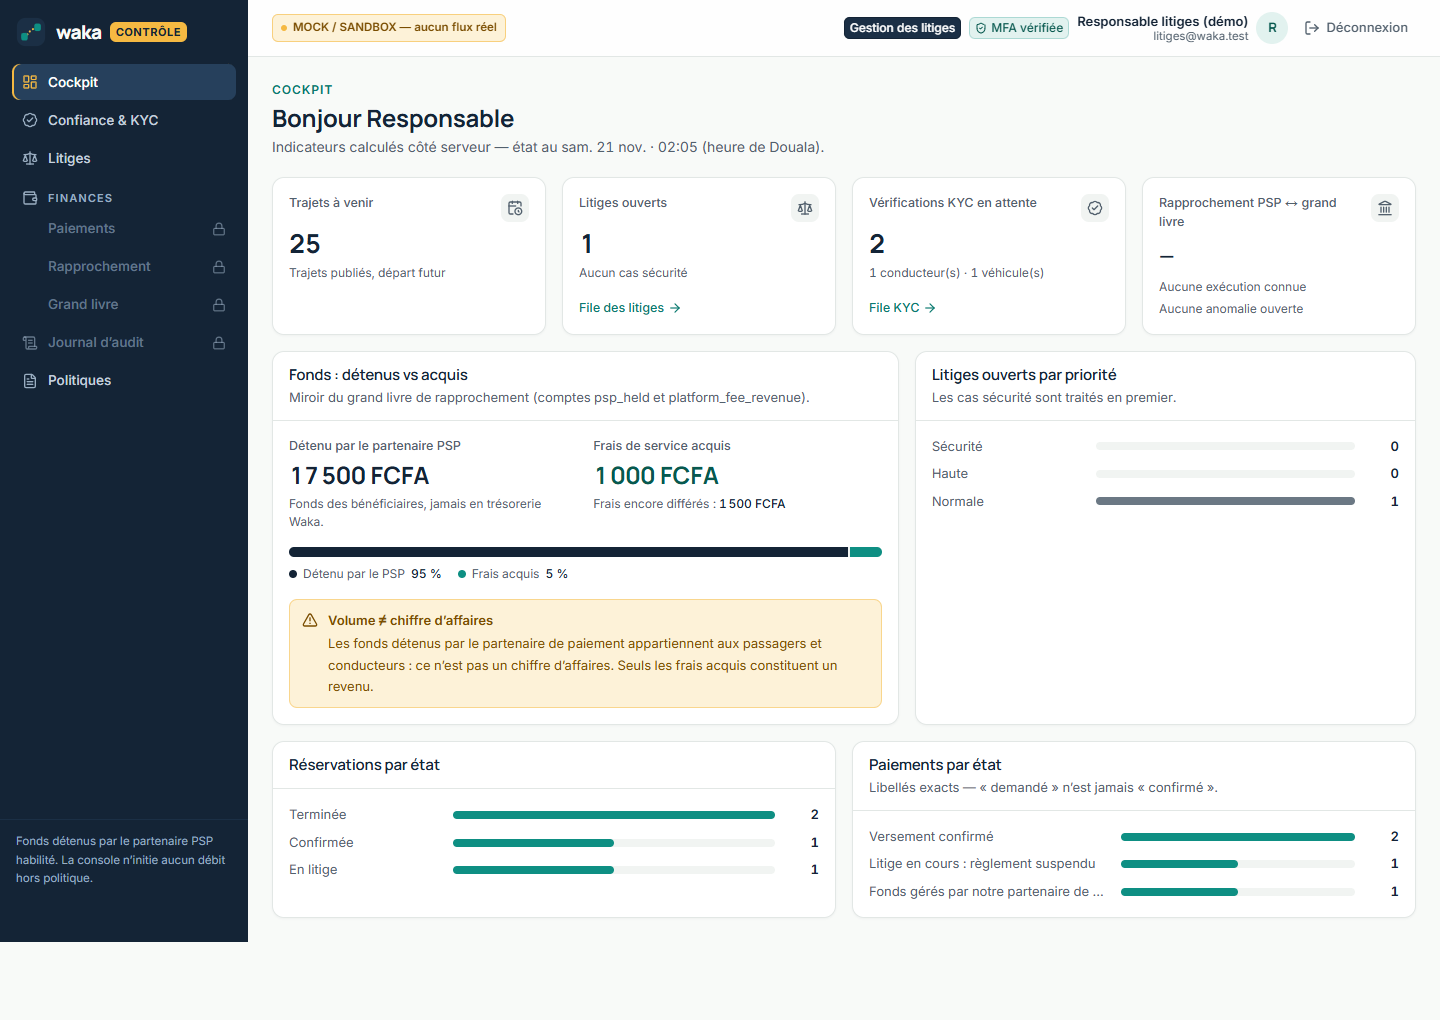 waka CONTRÔLE
Cockpit
Confiance & KYC
Litiges
FINANCES
Paiements
Rapprochement
Grand livre
Journal d’audit
Politiques
Fonds détenus par le partenaire PSP
habilité. La console n’initie aucun débit
hors politique.
MOCK / SANDBOX — aucun flux réel
Gestion des litiges
MFA vérifiée
Responsable litiges (démo)
litiges@waka.test
R
Déconnexion
COCKPIT
Bonjour Responsable
Indicateurs calculés côté serveur — état au sam. 21 nov. · 02:05 (heure de Douala).
Trajets à venir
25
Trajets publiés, départ futur
Litiges ouverts
1
Aucun cas sécurité
File des litiges →
Vérifications KYC en attente
2
1 conducteur(s) · 1 véhicule(s)
File KYC →
Rapprochement PSP ↔ grand
livre
—
Aucune exécution connue
Aucune anomalie ouverte
Fonds : détenus vs acquis
Miroir du grand livre de rapprochement (comptes psp_held et platform_fee_revenue).
Détenu par le partenaire PSP
17 500 FCFA
Fonds des bénéficiaires, jamais en trésorerie
Waka.
Frais de service acquis
1 000 FCFA
Frais encore différés : 1 500 FCFA
Détenu par le PSP 95 %
Frais acquis 5 %
Volume ≠ chiffre d’affaires
Les fonds détenus par le partenaire de paiement appartiennent aux passagers et
conducteurs : ce n’est pas un chiffre d’affaires. Seuls les frais acquis constituent un
revenu.
Litiges ouverts par priorité
Les cas sécurité sont traités en premier.
Sécurité 0
Haute 0
Normale 1
Réservations par état
Terminée 2
Confirmée 1
En litige 1
Paiements par état
Libellés exacts — « demandé » n’est jamais « confirmé ».
Versement confirmé 2
Litige en cours : règlement suspendu 1
Fonds gérés par notre partenaire de ... 1